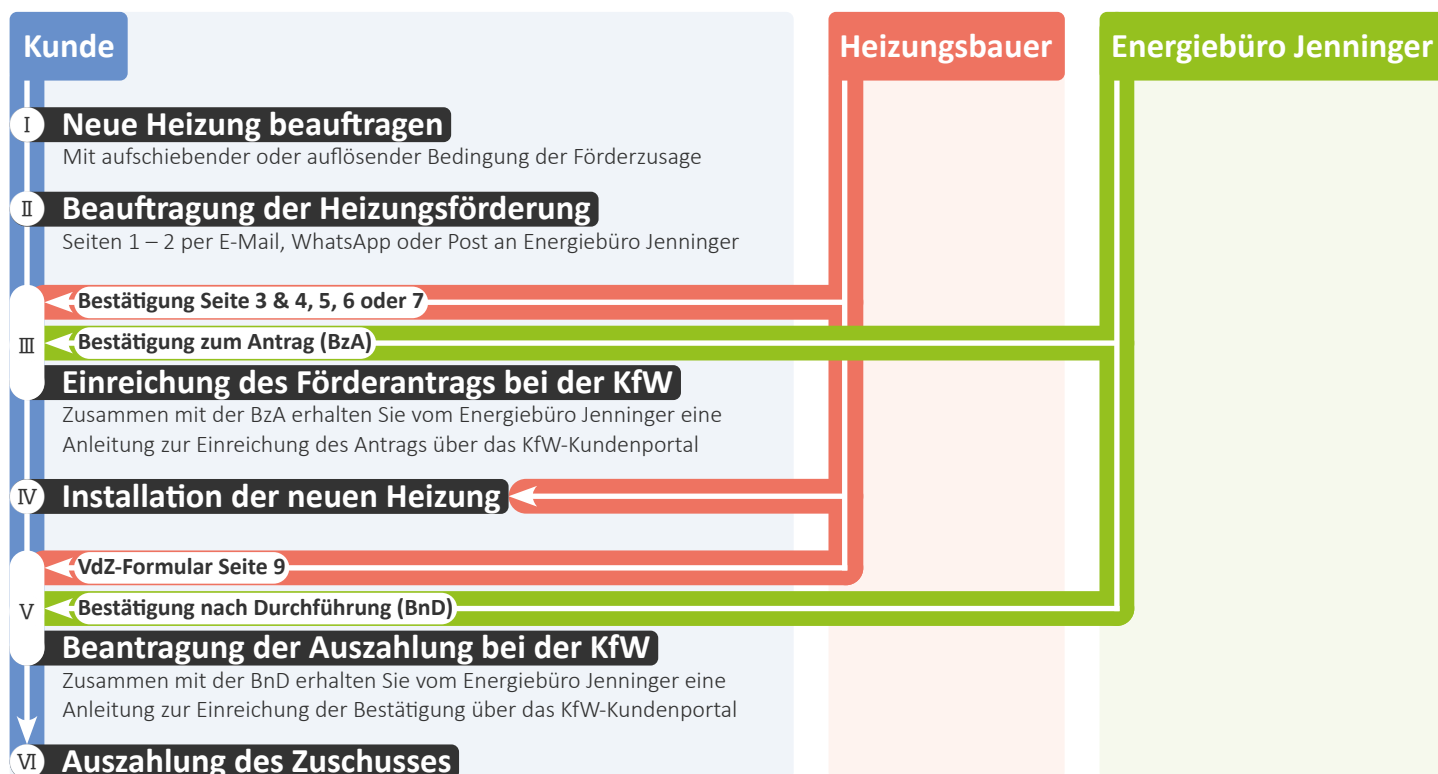 Kunde
Heizungsbauer
Energiebüro Jenninger
I
Neue Heizung beauftragen
Mit aufschiebender oder auflösender Bedingung der Förderzusage
II
Beauftragung der Heizungsförderung
Seiten 1 – 2 per E-Mail, WhatsApp oder Post an Energiebüro Jenninger
Bestätigung Seite 3 & 4, 5, 6 oder 7
III
Bestätigung zum Antrag (BzA)
Einreichung des Förderantrags bei der KfW
Zusammen mit der BzA erhalten Sie vom Energiebüro Jenninger eine
Anleitung zur Einreichung des Antrags über das KfW-Kundenportal
IV
Installation der neuen Heizung
VdZ-Formular Seite 9
V
Bestätigung nach Durchführung (BnD)
Beantragung der Auszahlung bei der KfW
Zusammen mit der BnD erhalten Sie vom Energiebüro Jenninger eine
Anleitung zur Einreichung der Bestätigung über das KfW-Kundenportal
VI
Auszahlung des Zuschusses